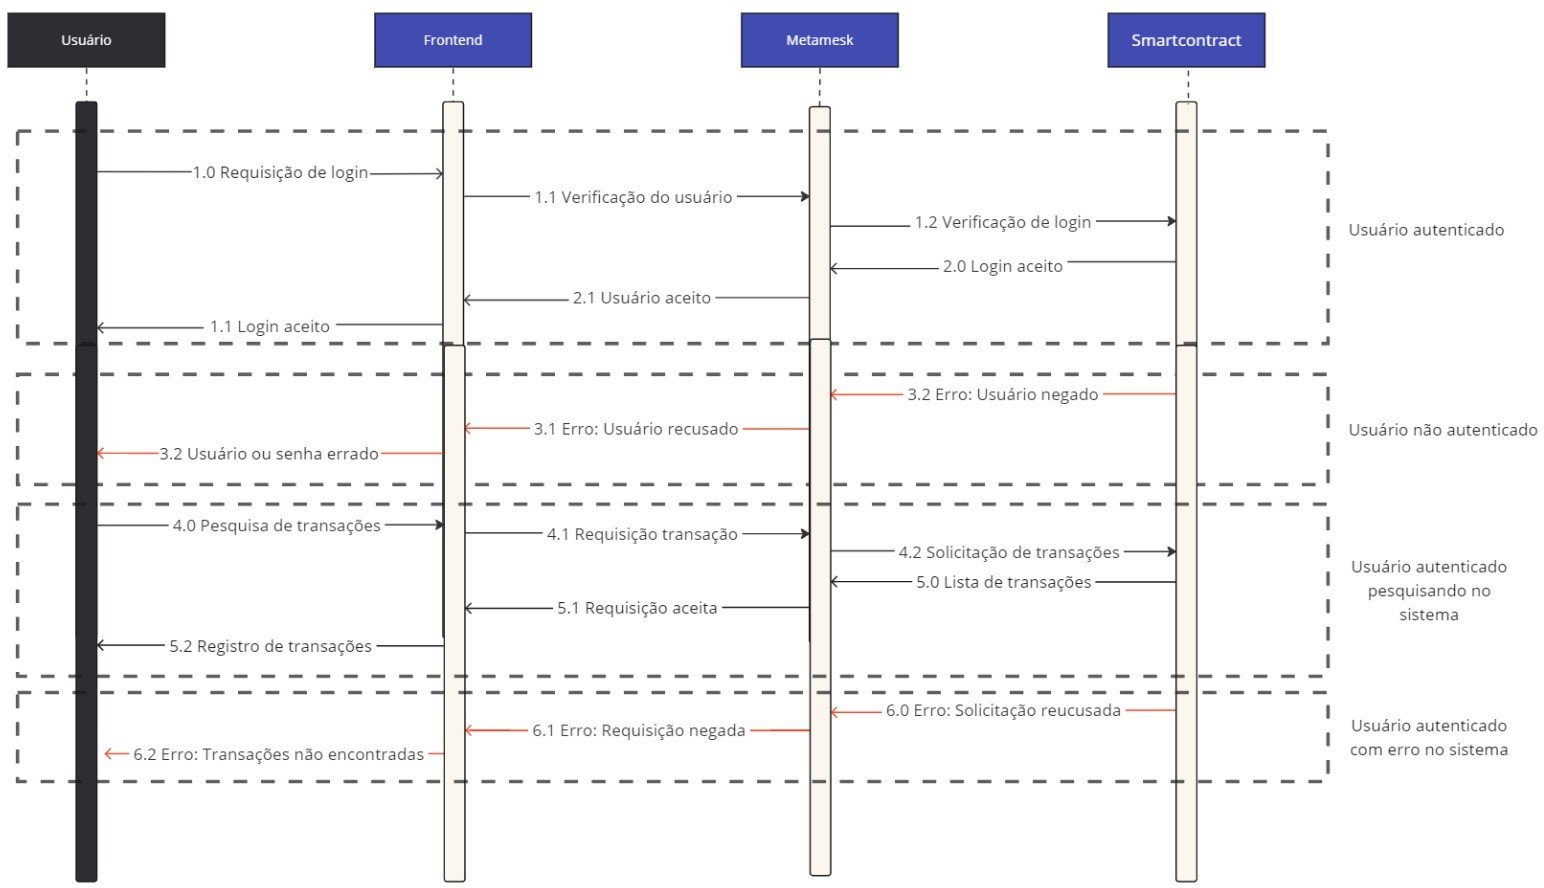 Usuário
Frontend
Metamesk
Smartcontract
1.0 Requisição de login
1.1 Verificação do usuário
1.2 Verificação de login
Usuário autenticado
2.0 Login aceito
2.1 Usuário aceito
1.1 Login aceito
3.2 Erro: Usuário negado
3.1 Erro: Usuário recusado
Usuário não autenticado
3.2 Usuário ou senha errado
4.0 Pesquisa de transações
4.1 Requisição transação
4.2 Solicitação de transações
5.0 Lista de transações
Usuário autenticado
pesquisando no
sistema
5.1 Requisição aceita
5.2 Registro de transações
6.0 Erro: Solicitação reucusada
6.1 Erro: Requisição negada
6.2 Erro: Transações não encontradas
Usuário autenticado
com erro no sistema